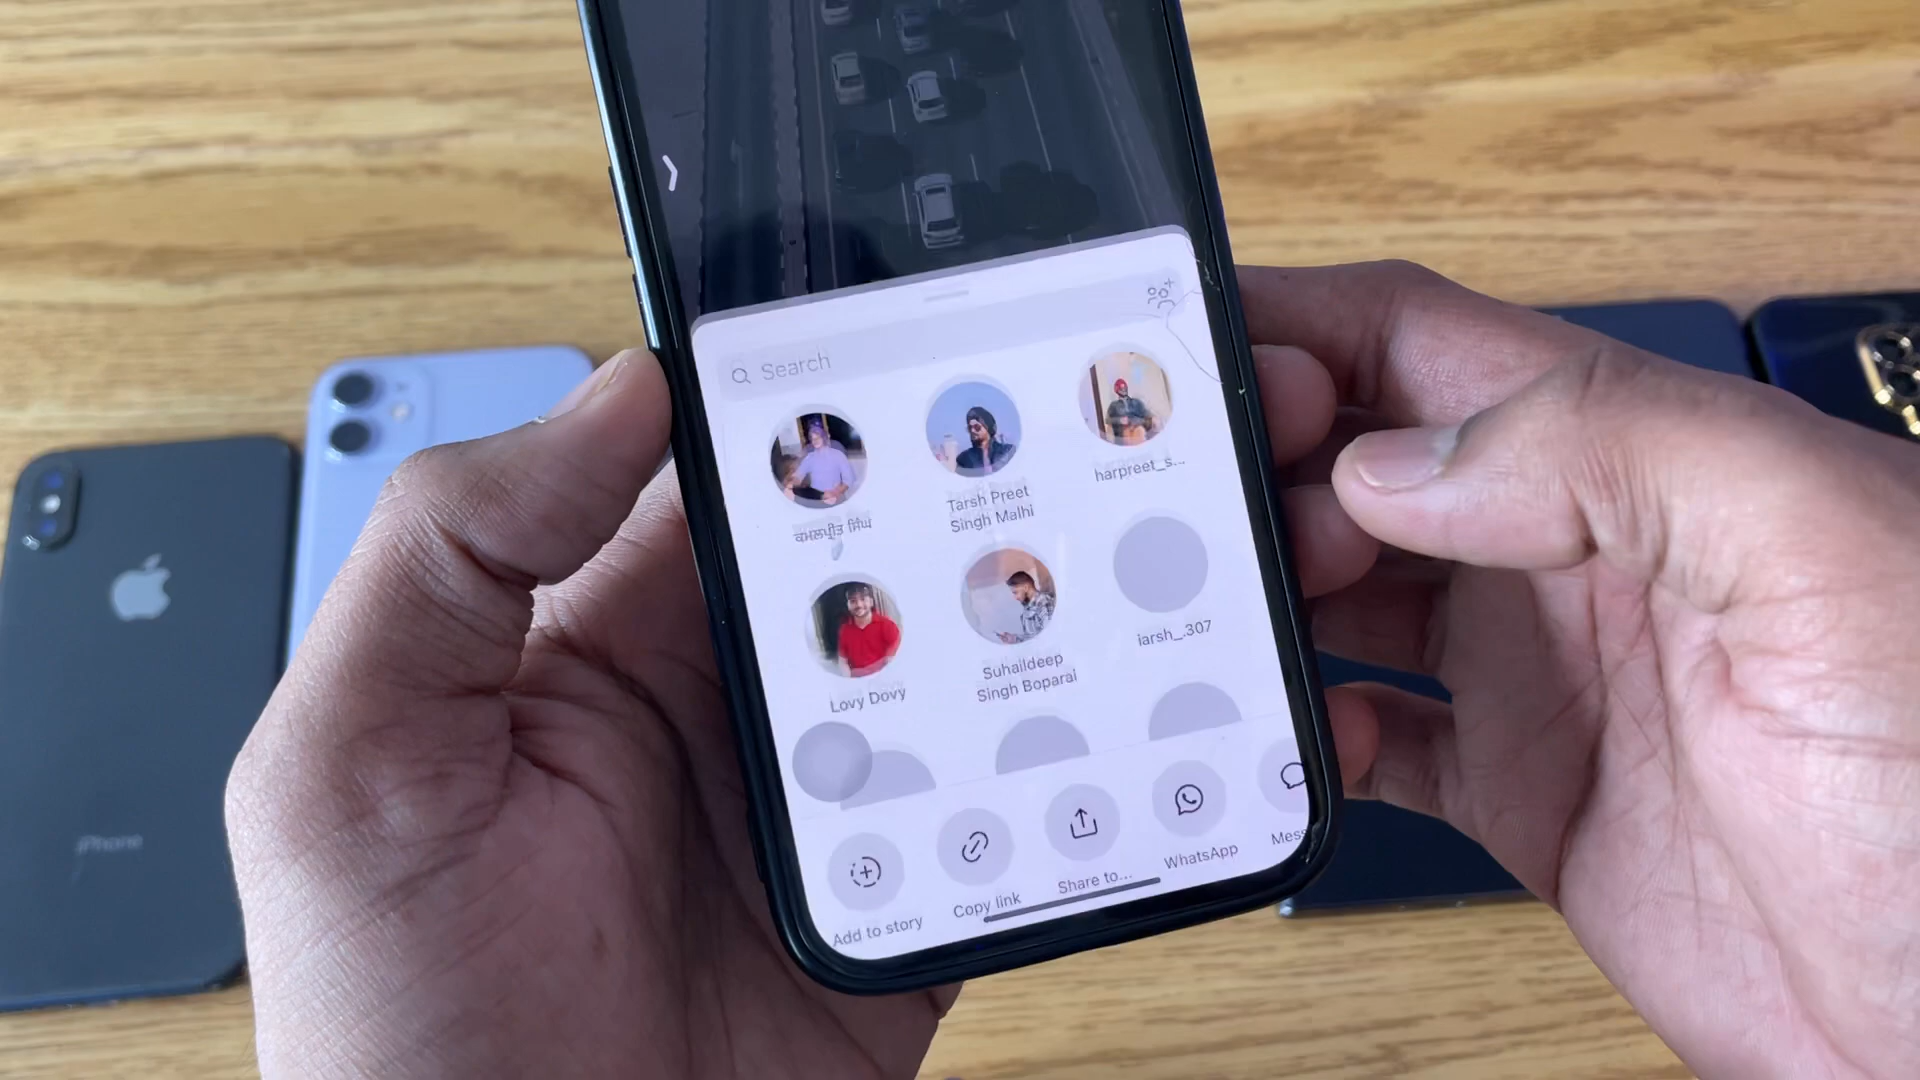 Search
ਕਮਲਪ੍ਰੀਤ ਸਿੰਘ
Tarsh Preet
Singh Malhi
harpreet_s...
Lovy Dovy
Suhaildeep
Singh Boparai
iarsh_.307
Add to story
Copy link
Share to...
WhatsApp
Mess
iPhone